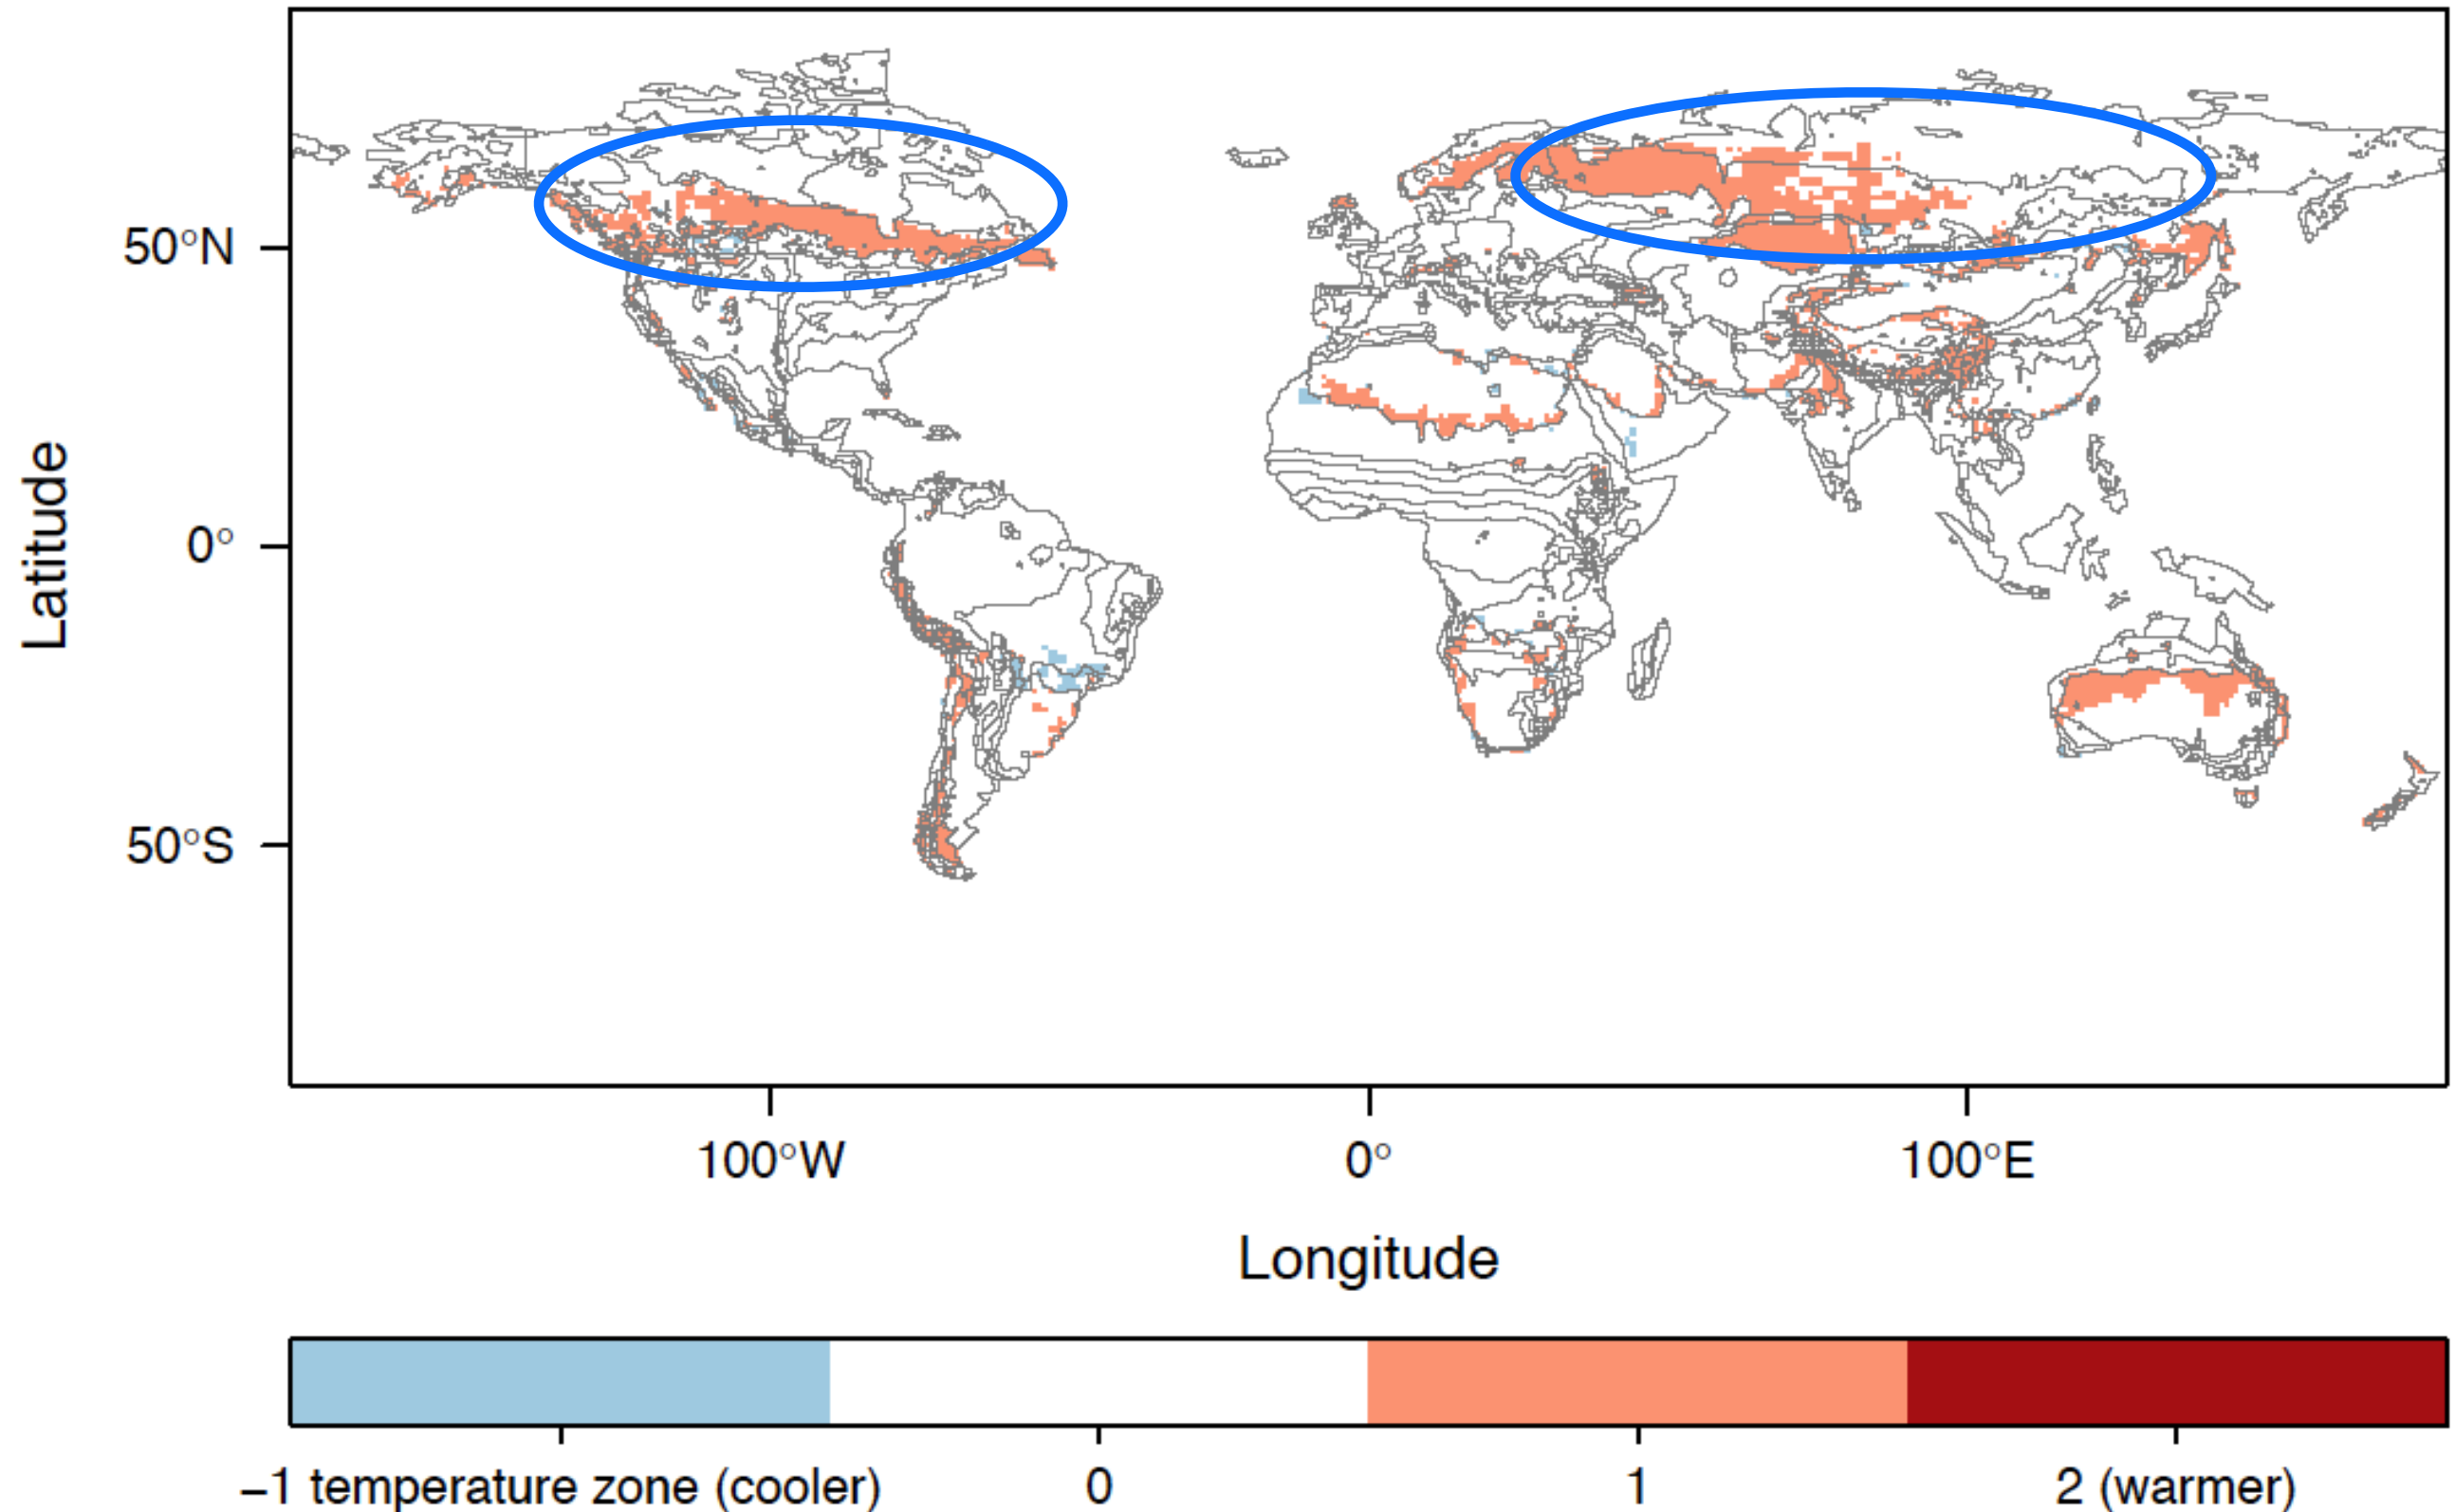 Latitude
50°N
0°
50°S
100°W 0° 100°E
Longitude
−1 temperature zone (cooler) 0 1 2 (warmer)